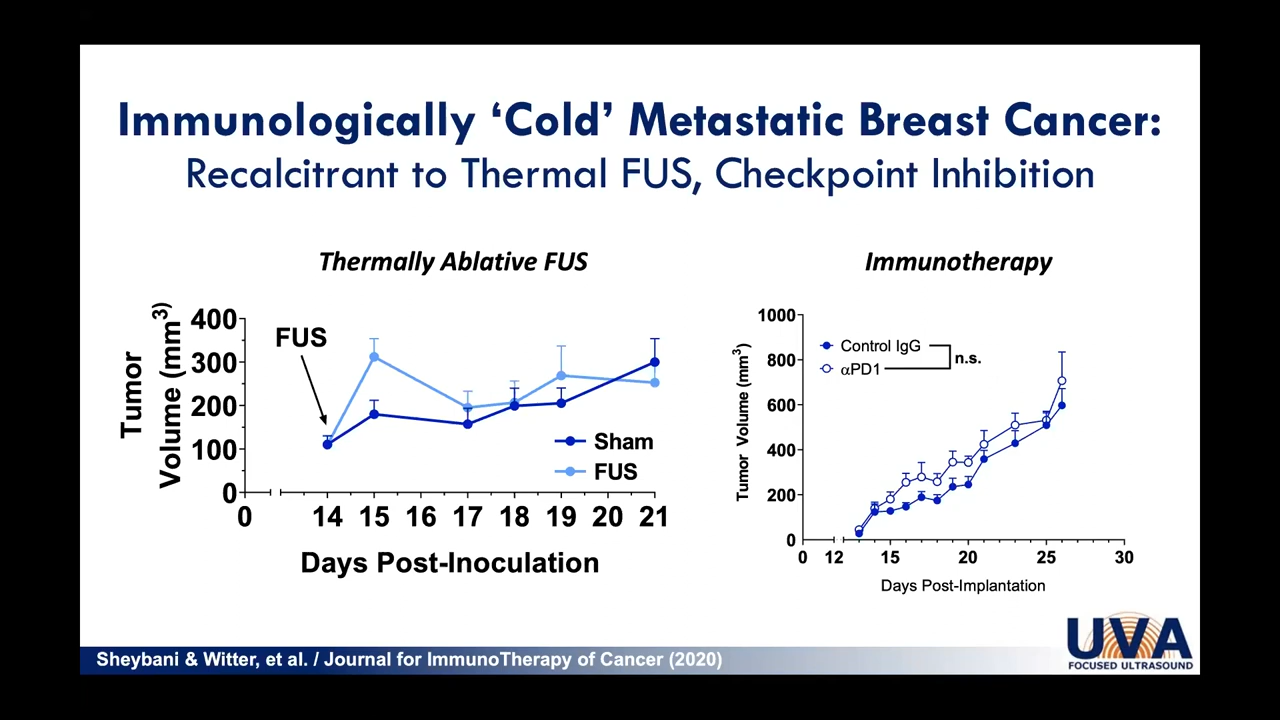 Immunologically ‘Cold’ Metastatic Breast Cancer:
Recalcitrant to Thermal FUS, Checkpoint Inhibition
Thermally Ablative FUS
Tumor
Volume (mm³)
400
300
200
100
0
FUS
Sham
FUS
0 14 15 16 17 18 19 20 21
Days Post-Inoculation
Immunotherapy
Tumor Volume (mm³)
1000
800
600
400
200
0
Control IgG
αPD1
n.s.
0 12 15 20 25 30
Days Post-Implantation
Sheybani & Witter, et al. / Journal for ImmunoTherapy of Cancer (2020)
UVA
FOCUSED ULTRASOUND